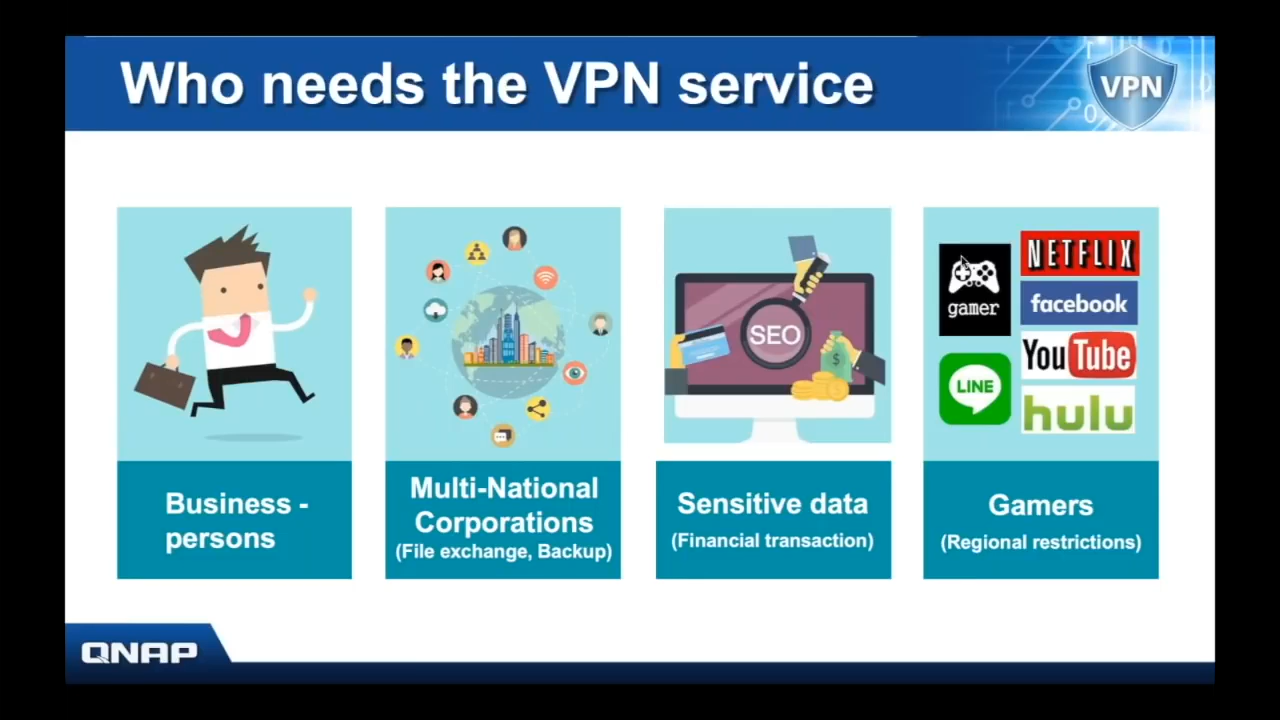 Who needs the VPN service
VPN
SEO
$
gamer
NETFLIX
facebook
YouTube
LINE
hulu
Business -
persons
Multi-National
Corporations
(File exchange, Backup)
Sensitive data
(Financial transaction)
Gamers
(Regional restrictions)
QNAP